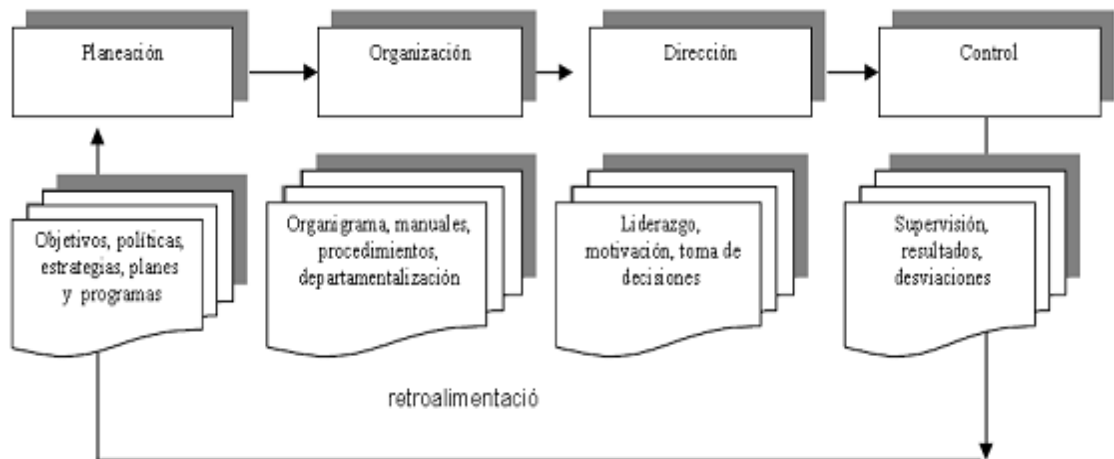 Planeación
Organización
Dirección
Control
Objetivos, políticas,
estrategias, planes
y programas
Organigrama, manuales,
procedimientos,
departamentalización
Liderazgo,
motivación, toma de
decisiones
Supervisión,
resultados,
desviaciones
retroalimentació